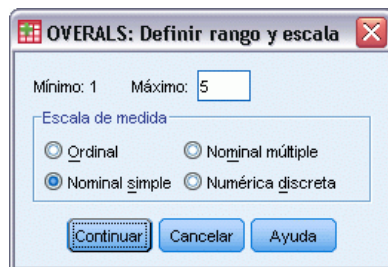 OVERALS: Definir rango y escala
Mínimo: 1 Máximo: 5
Escala de medida
Ordinal Nominal múltiple
Nominal simple Numérica discreta
Continuar Cancelar Ayuda